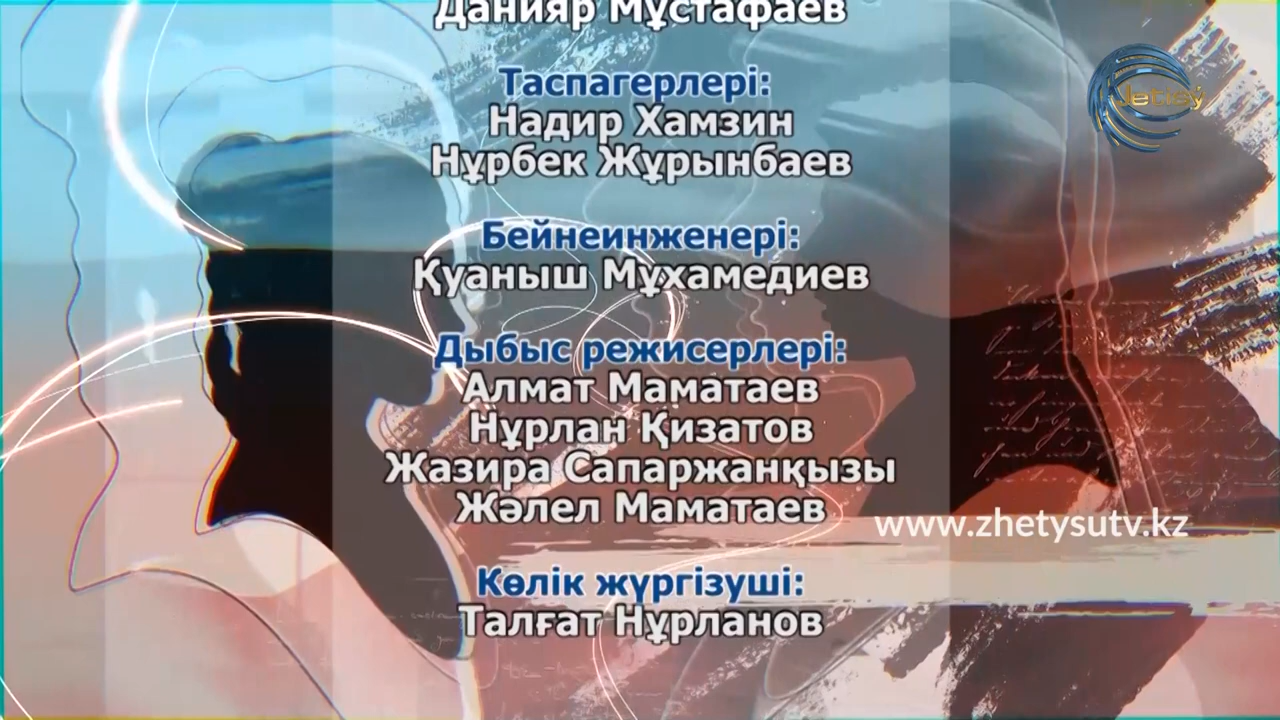 Данияр Мұстафаев
Таспагерлері:
Надир Хамзин
Нұрбек Жұрынбаев
Бейнеинженері:
Қуаныш Мұхамедиев
Дыбыс режисерлері:
Алмат Маматаев
Нұрлан Қизатов
Жазира Сапаржанқызы
Жәлел Маматаев
Көлік жүргізуші:
Талғат Нұрланов
Jetisý
www.zhetysutv.kz